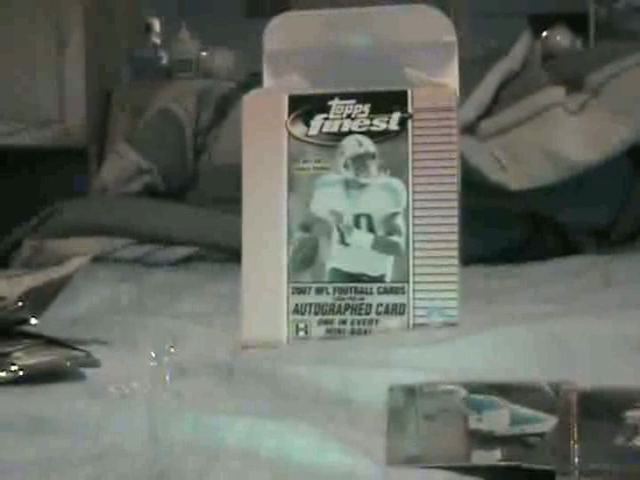 Topps
finest
2007 NFL FOOTBALL CARDS
AUTOGRAPHED CARD
ONE IN EVERY
MINI-BOX!